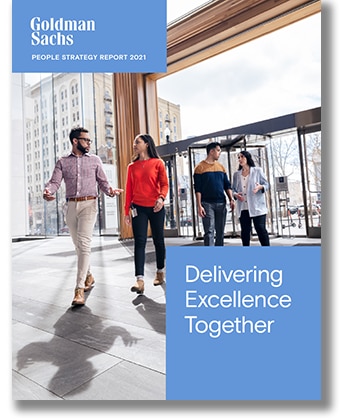 Goldman
Sachs
PEOPLE STRATEGY REPORT 2021
Delivering
Excellence
Together